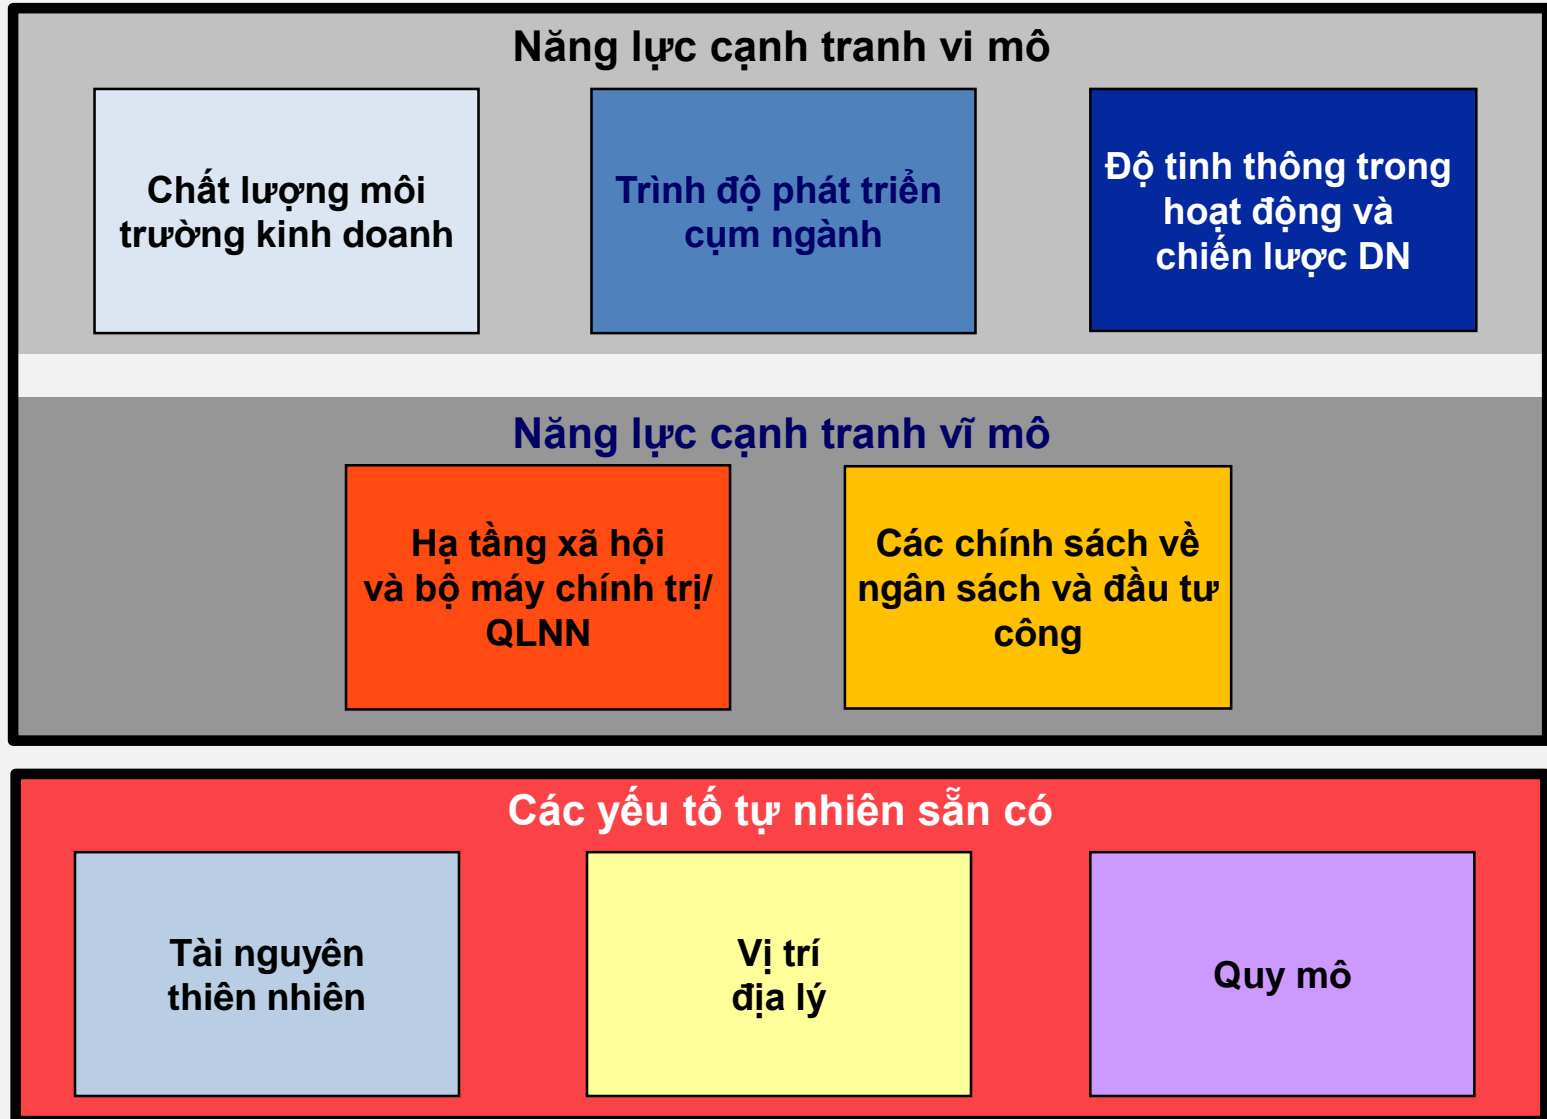 Năng lực cạnh tranh vi mô
Chất lượng môi
trường kinh doanh
Trình độ phát triển
cụm ngành
Độ tinh thông trong
hoạt động và
chiến lược DN
Năng lực cạnh tranh vĩ mô
Hạ tầng xã hội
và bộ máy chính trị/
QLNN
Các chính sách về
ngân sách và đầu tư
công
Các yếu tố tự nhiên sẵn có
Tài nguyên
thiên nhiên
Vị trí
địa lý
Quy mô